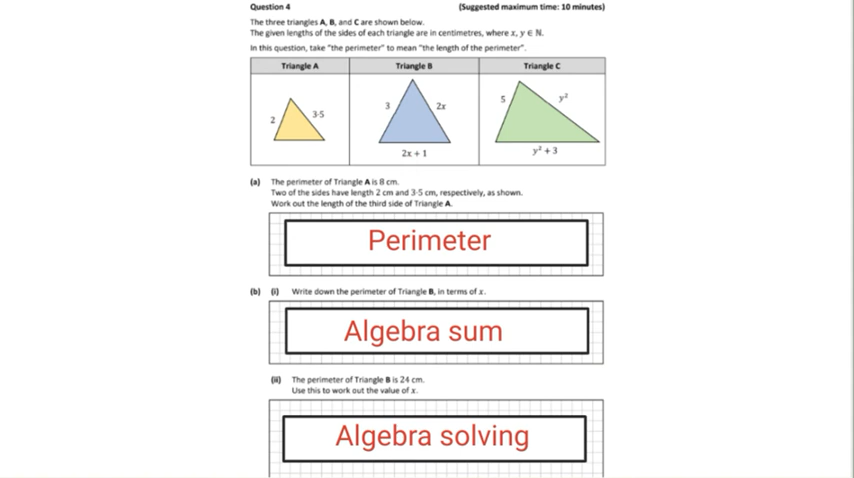 Question 4 (Suggested maximum time: 10 minutes)
The three triangles A, B, and C are shown below.
The given lengths of the sides of each triangle are in centimetres, where x, y ∈ ℕ.
In this question, take "the perimeter" to mean "the length of the perimeter".
Triangle A Triangle B Triangle C
2 3·5 3 2x 5 y²
2x + 1 y² + 3
(a) The perimeter of Triangle A is 8 cm.
Two of the sides have length 2 cm and 3·5 cm, respectively, as shown.
Work out the length of the third side of Triangle A.
Perimeter
(b) (i) Write down the perimeter of Triangle B, in terms of x.
Algebra sum
(ii) The perimeter of Triangle B is 24 cm.
Use this to work out the value of x.
Algebra solving